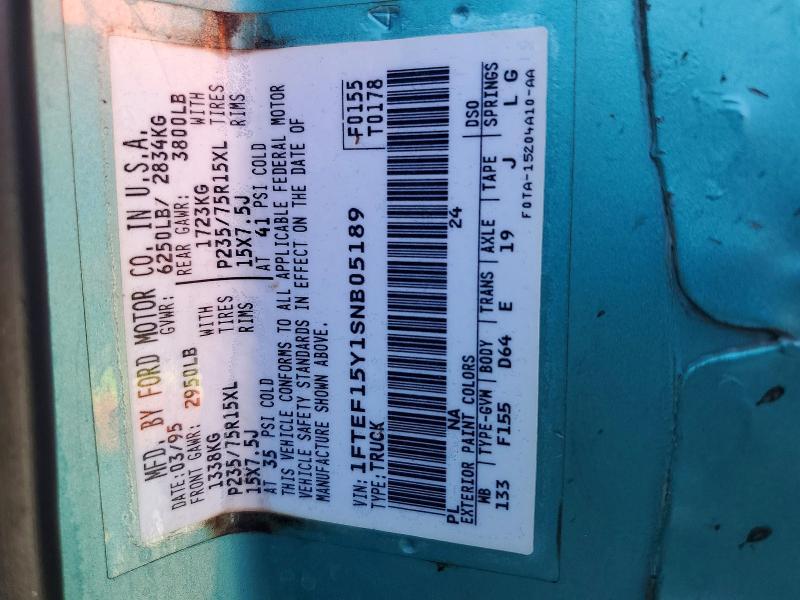 MFD. BY FORD MOTOR CO. IN U.S.A.
DATE: 03/95 GVWR: 6250LB/ 2834KG
FRONT GAWR: 2950LB REAR GAWR: 3800LB
1338KG WITH 1723KG WITH
P235/75R15XL TIRES P235/75R15XL TIRES
15X7.5J RIMS 15X7.5J RIMS
AT 35 PSI COLD AT 41 PSI COLD
THIS VEHICLE CONFORMS TO ALL APPLICABLE FEDERAL MOTOR
VEHICLE SAFETY STANDARDS IN EFFECT ON THE DATE OF
MANUFACTURE SHOWN ABOVE.
F0155
VIN: 1FTEF15Y1SNB05189 T0178
TYPE: TRUCK
PL NA 24
EXTERIOR PAINT COLORS DSO
WB TYPE-GVW BODY TRANS AXLE TAPE SPRINGS
133 F155 D64 E 19 J L G
F0TA-15204A10-AA